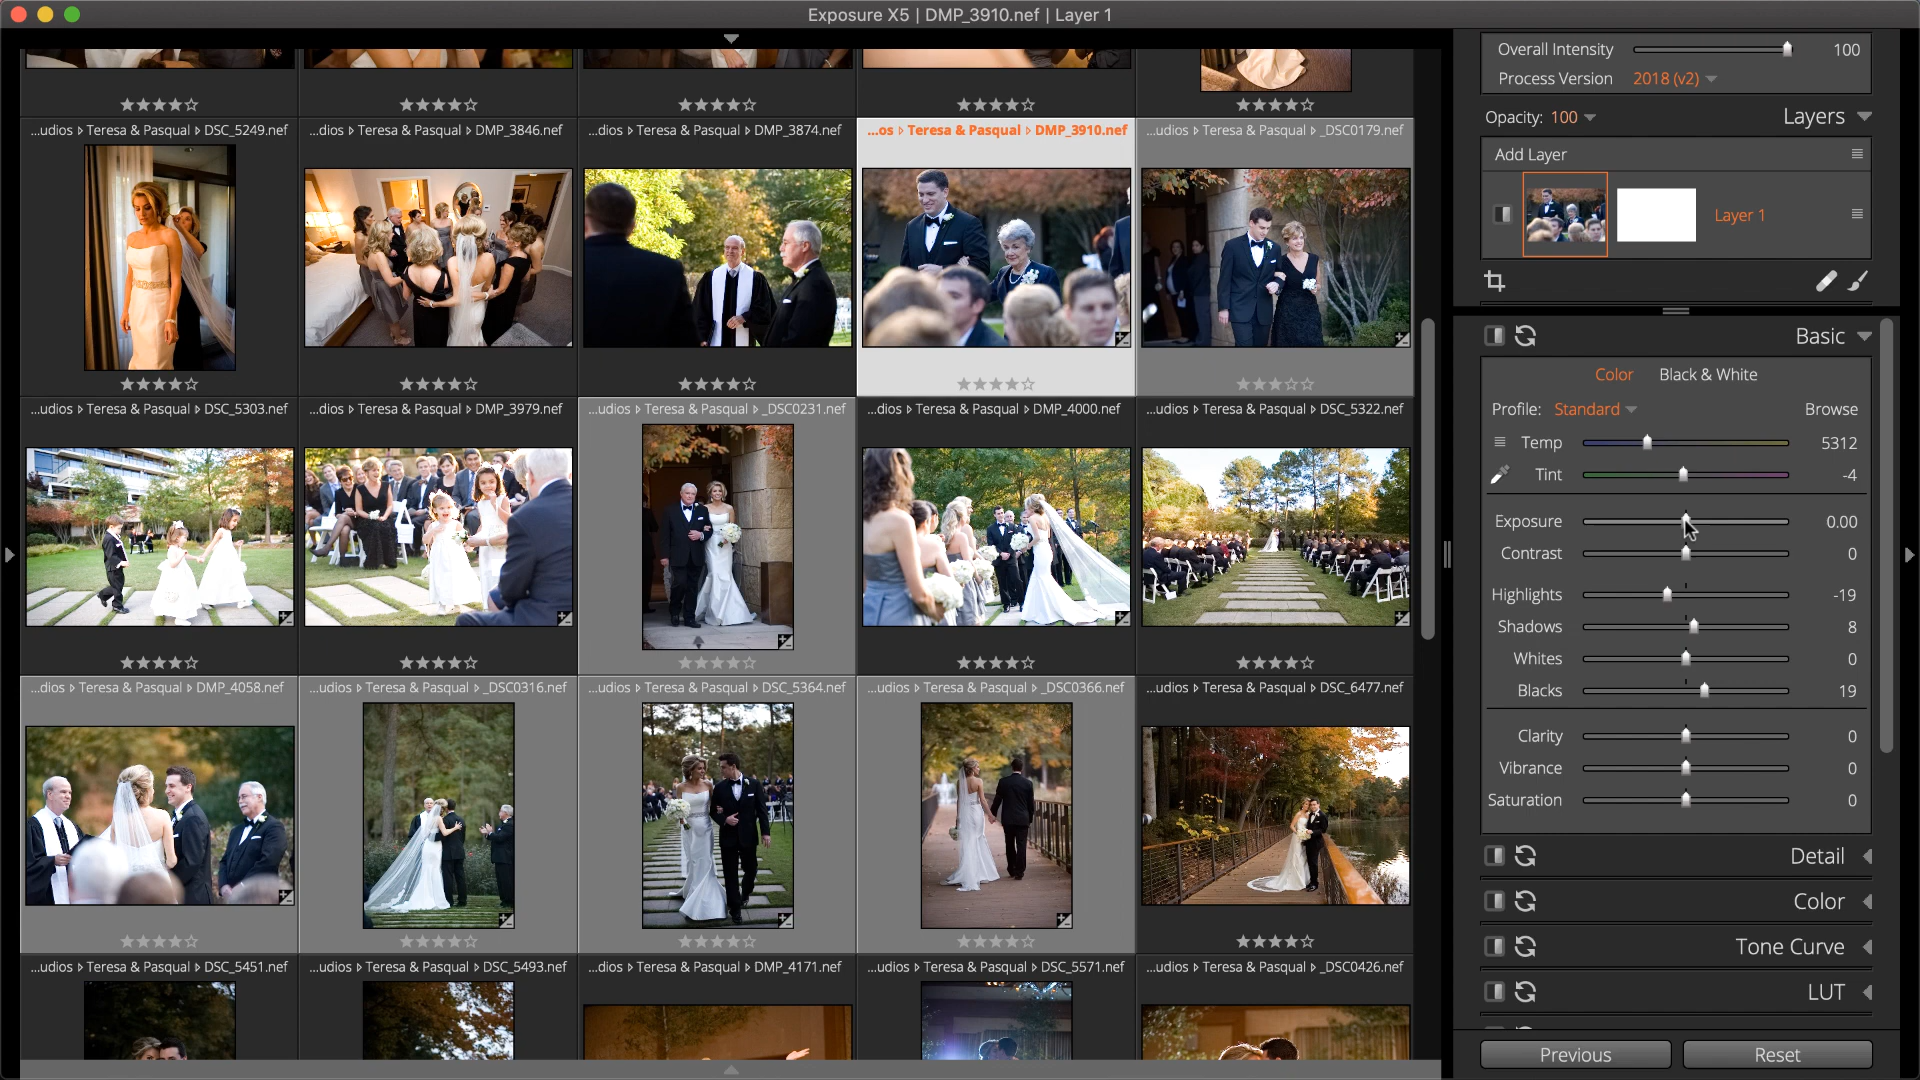 Exposure X5 | DMP_3910.nef | Layer 1
...udios ▹ Teresa & Pasqual ▹ DSC_5249.nef
...dios ▹ Teresa & Pasqual ▹ DMP_3846.nef
...dios ▹ Teresa & Pasqual ▹ DMP_3874.nef
...os ▹ Teresa & Pasqual ▹ DMP_3910.nef
...udios ▹ Teresa & Pasqual ▹ _DSC0179.nef
...udios ▹ Teresa & Pasqual ▹ DSC_5303.nef
...dios ▹ Teresa & Pasqual ▹ DMP_3979.nef
...udios ▹ Teresa & Pasqual ▹ _DSC0231.nef
...dios ▹ Teresa & Pasqual ▹ DMP_4000.nef
...udios ▹ Teresa & Pasqual ▹ DSC_5322.nef
...dios ▹ Teresa & Pasqual ▹ DMP_4058.nef
...udios ▹ Teresa & Pasqual ▹ _DSC0316.nef
...udios ▹ Teresa & Pasqual ▹ DSC_5364.nef
...udios ▹ Teresa & Pasqual ▹ _DSC0366.nef
...udios ▹ Teresa & Pasqual ▹ DSC_6477.nef
...udios ▹ Teresa & Pasqual ▹ DSC_5451.nef
...udios ▹ Teresa & Pasqual ▹ DSC_5493.nef
...dios ▹ Teresa & Pasqual ▹ DMP_4171.nef
...udios ▹ Teresa & Pasqual ▹ DSC_5571.nef
...udios ▹ Teresa & Pasqual ▹ _DSC0426.nef
Overall Intensity 100
Process Version 2018 (v2)
Opacity: 100 Layers
Add Layer
Layer 1
Basic
Color Black & White
Profile: Standard Browse
Temp 5312
Tint -4
Exposure 0.00
Contrast 0
Highlights -19
Shadows 8
Whites 0
Blacks 19
Clarity 0
Vibrance 0
Saturation 0
Detail
Color
Tone Curve
LUT
Previous Reset